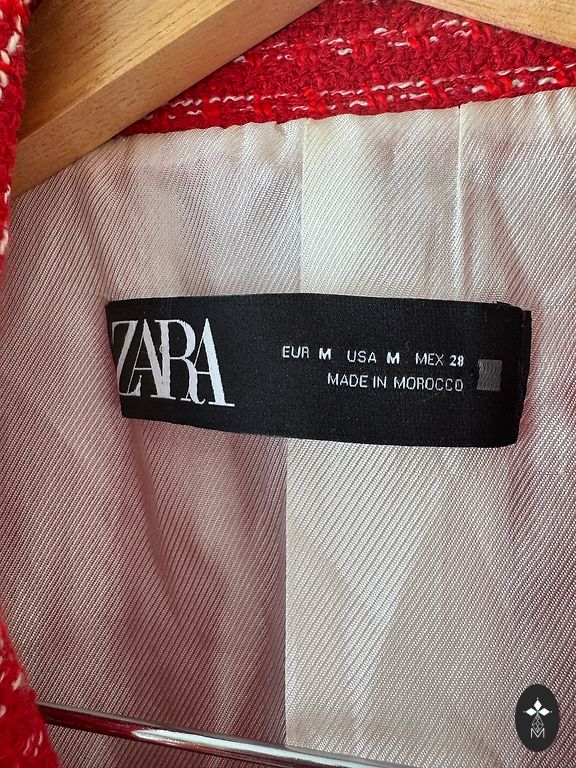 ZARA
EUR M USA M MEX 28
MADE IN MOROCCO
M